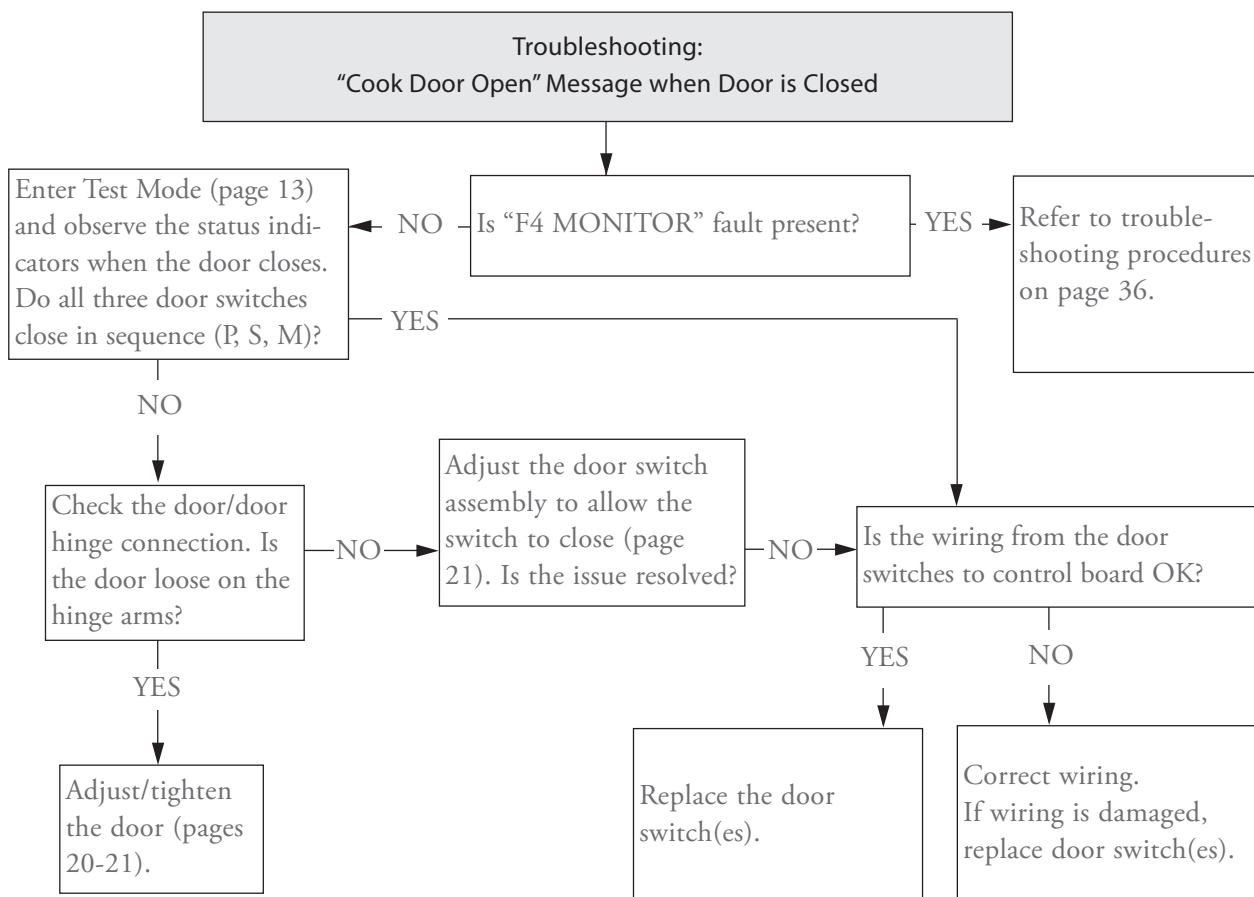 Troubleshooting:
“Cook Door Open” Message when Door is Closed
Enter Test Mode (page 13)
and observe the status indi-
cators when the door closes.
Do all three door switches
close in sequence (P, S, M)?
NO
Is “F4 MONITOR” fault present?
YES
Refer to trouble-
shooting procedures
on page 36.
YES
NO
Check the door/door
hinge connection. Is
the door loose on the
hinge arms?
NO
Adjust the door switch
assembly to allow the
switch to close (page
21). Is the issue resolved?
NO
Is the wiring from the door
switches to control board OK?
YES
Adjust/tighten
the door (pages
20-21).
YES
NO
Replace the door
switch(es).
Correct wiring.
If wiring is damaged,
replace door switch(es).